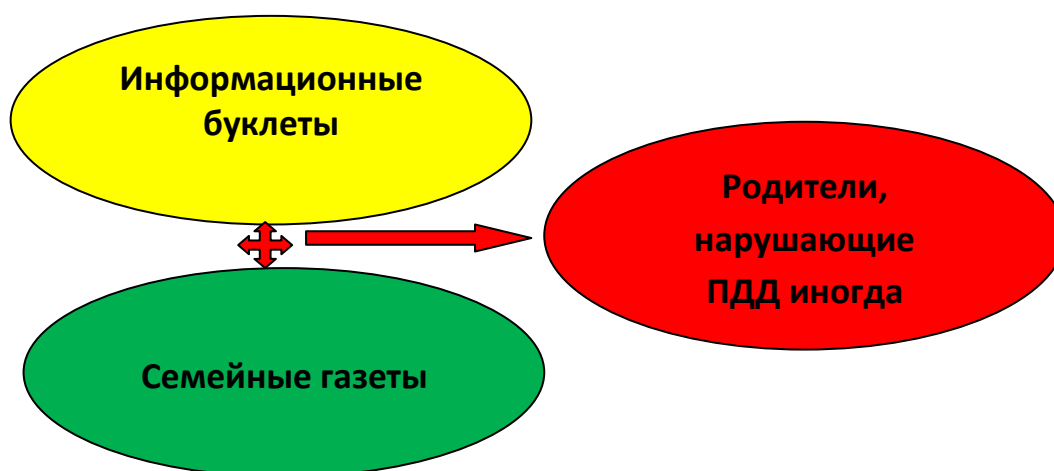 Информационные
буклеты
Родители,
нарушающие
ПДД иногда
Семейные газеты